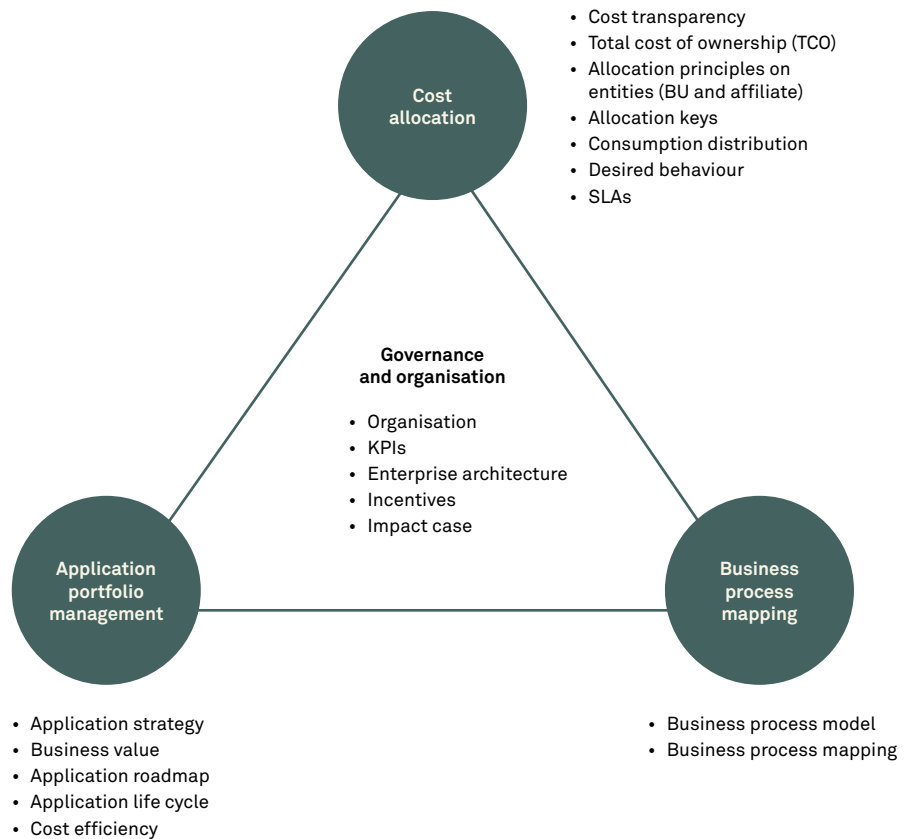 Cost
allocation
• Cost transparency
• Total cost of ownership (TCO)
• Allocation principles on
entities (BU and affiliate)
• Allocation keys
• Consumption distribution
• Desired behaviour
• SLAs
Governance
and organisation
• Organisation
• KPIs
• Enterprise architecture
• Incentives
• Impact case
Application
portfolio
management
Business
process
mapping
• Application strategy
• Business value
• Application roadmap
• Application life cycle
• Cost efficiency
• Business process model
• Business process mapping